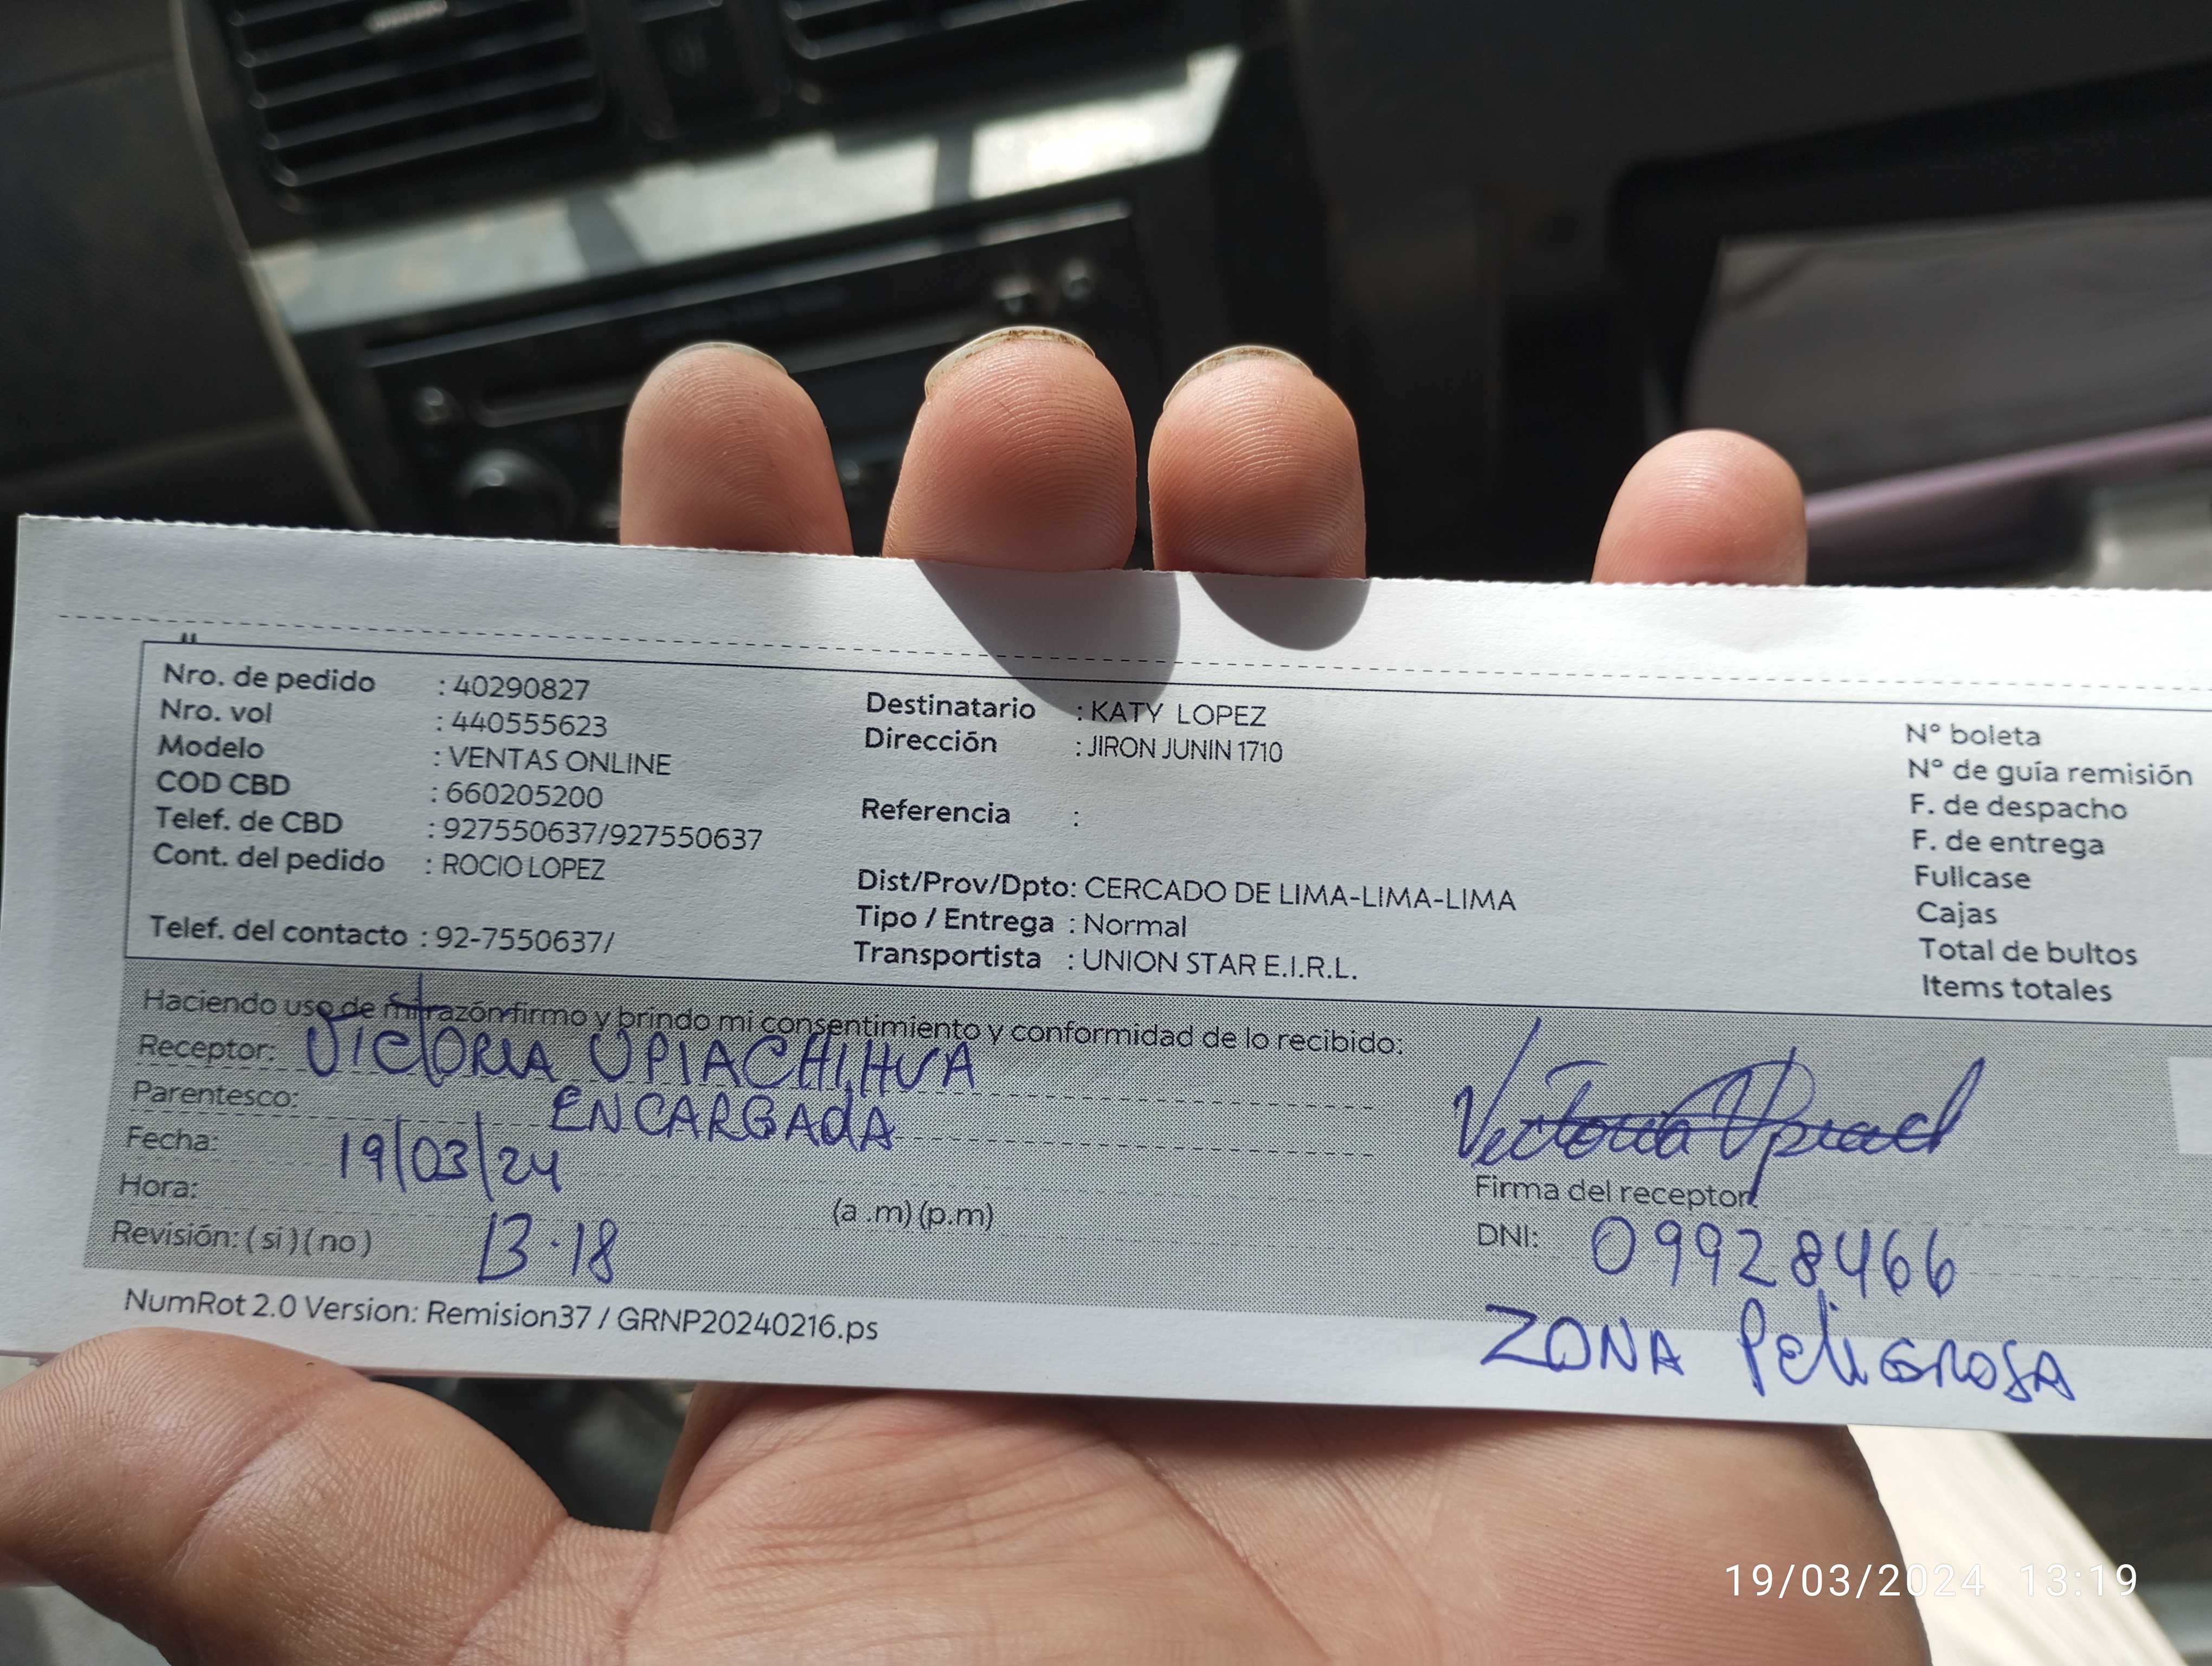 Nro. de pedido : 40290827
Nro. vol : 440555623
Modelo : VENTAS ONLINE
COD CBD : 660205200
Telef. de CBD : 927550637/927550637
Cont. del pedido : ROCIO LOPEZ
Telef. del contacto : 92-7550637/
Destinatario : KATY LOPEZ
Dirección : JIRON JUNIN 1710
Referencia :
Dist/Prov/Dpto: CERCADO DE LIMA-LIMA-LIMA
Tipo / Entrega : Normal
Transportista : UNION STAR E.I.R.L.
N° boleta
N° de guía remisión
F. de despacho
F. de entrega
Fullcase
Cajas
Total de bultos
Items totales
Haciendo uso de mi razón firmo y brindo mi consentimiento y conformidad de lo recibido:
Receptor: VICTORIA UPIACHIHUA
Parentesco: ENCARGADA
Fecha: 19/03/24
Hora: 13.18 (a .m) (p.m)
Revisión: ( si ) ( no )
Firma del receptor
DNI: 09928466
ZONA PELIGROSA
NumRot 2.0 Version: Remision37 / GRNP20240216.ps
19/03/2024 13:19